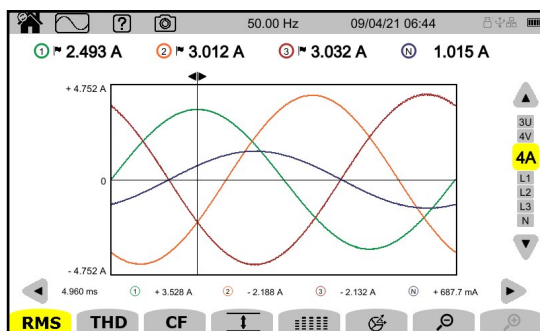 ? 50.00 Hz 09/04/21 06:44
1 2.493 A 2 3.012 A 3 3.032 A N 1.015 A
+ 4.752 A
3U
4V
4A
0
L1
L2
L3
N
- 4.752 A
4.960 ms 1 + 3.528 A 2 - 2.188 A 3 - 2.132 A N + 687.7 mA
RMS THD CF